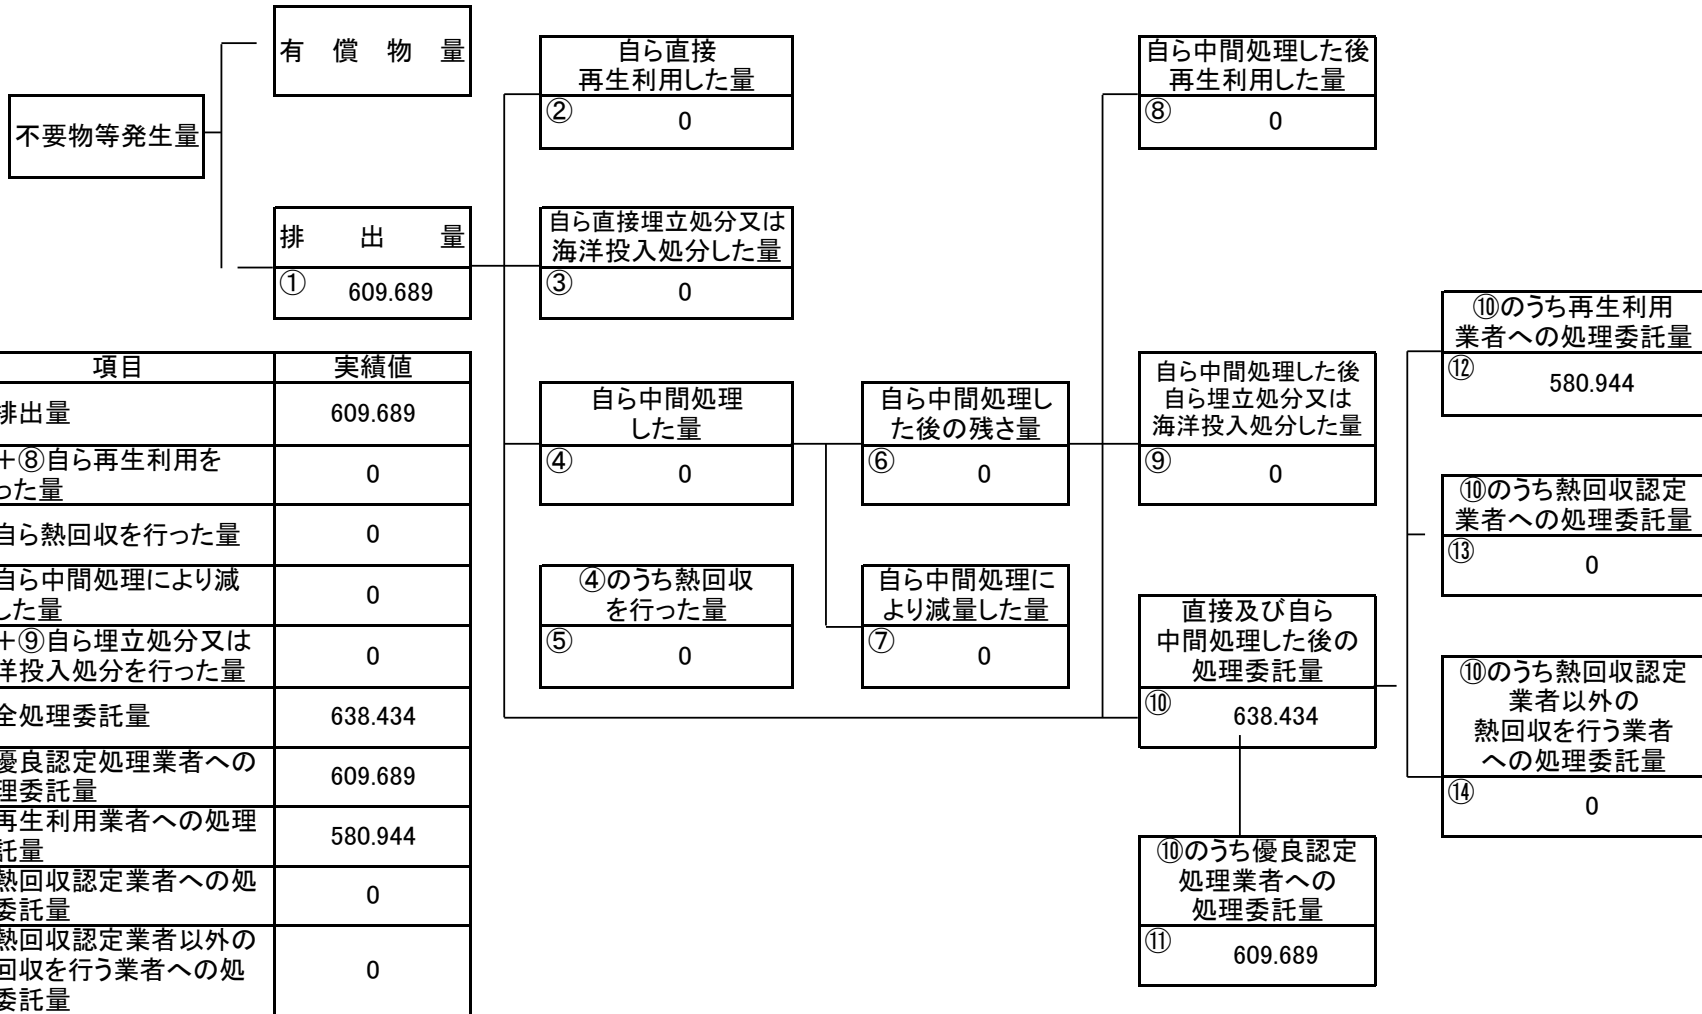 有 償 物 量
不要物等発生量
排 出 量
① 609.689
自ら直接
再生利用した量
② 0
自ら直接埋立処分又は
海洋投入処分した量
③ 0
自ら中間処理
した量
④ 0
④のうち熱回収
を行った量
⑤ 0
自ら中間処理し
た後の残さ量
⑥ 0
自ら中間処理に
より減量した量
⑦ 0
自ら中間処理した後
再生利用した量
⑧ 0
自ら中間処理した後
自ら埋立処分又は
海洋投入処分した量
⑨ 0
直接及び自ら
中間処理した後の
処理委託量
⑩ 638.434
⑩のうち優良認定
処理業者への
処理委託量
⑪ 609.689
⑩のうち再生利用
業者への処理委託量
⑫ 580.944
⑩のうち熱回収認定
業者への処理委託量
⑬ 0
⑩のうち熱回収認定
業者以外の
熱回収を行う業者
への処理委託量
⑭ 0
項目 実績値
排出量 609.689
+⑧自ら再生利用を
った量 0
自ら熱回収を行った量 0
自ら中間処理により減
した量 0
+⑨自ら埋立処分又は
洋投入処分を行った量 0
全処理委託量 638.434
優良認定処理業者への
理委託量 609.689
再生利用業者への処理
託量 580.944
熱回収認定業者への処
委託量 0
熱回収認定業者以外の
回収を行う業者への処
委託量 0